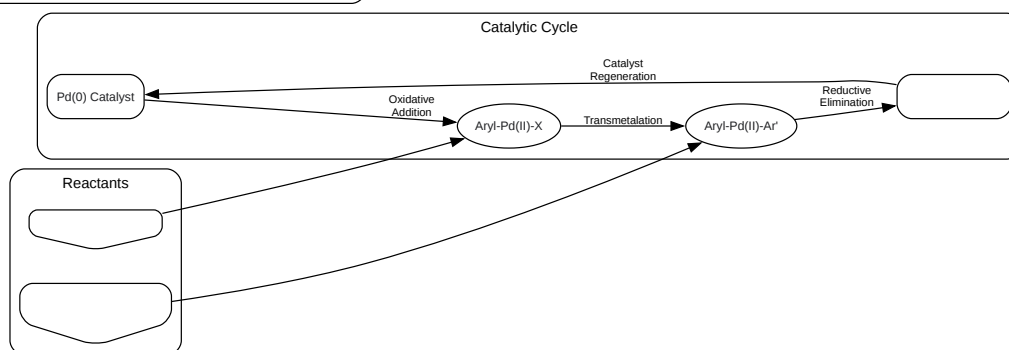 Catalytic Cycle
Catalyst
Regeneration
Pd(0) Catalyst
Oxidative
Addition
Aryl-Pd(II)-X
Transmetalation
Aryl-Pd(II)-Ar'
Reductive
Elimination
Reactants